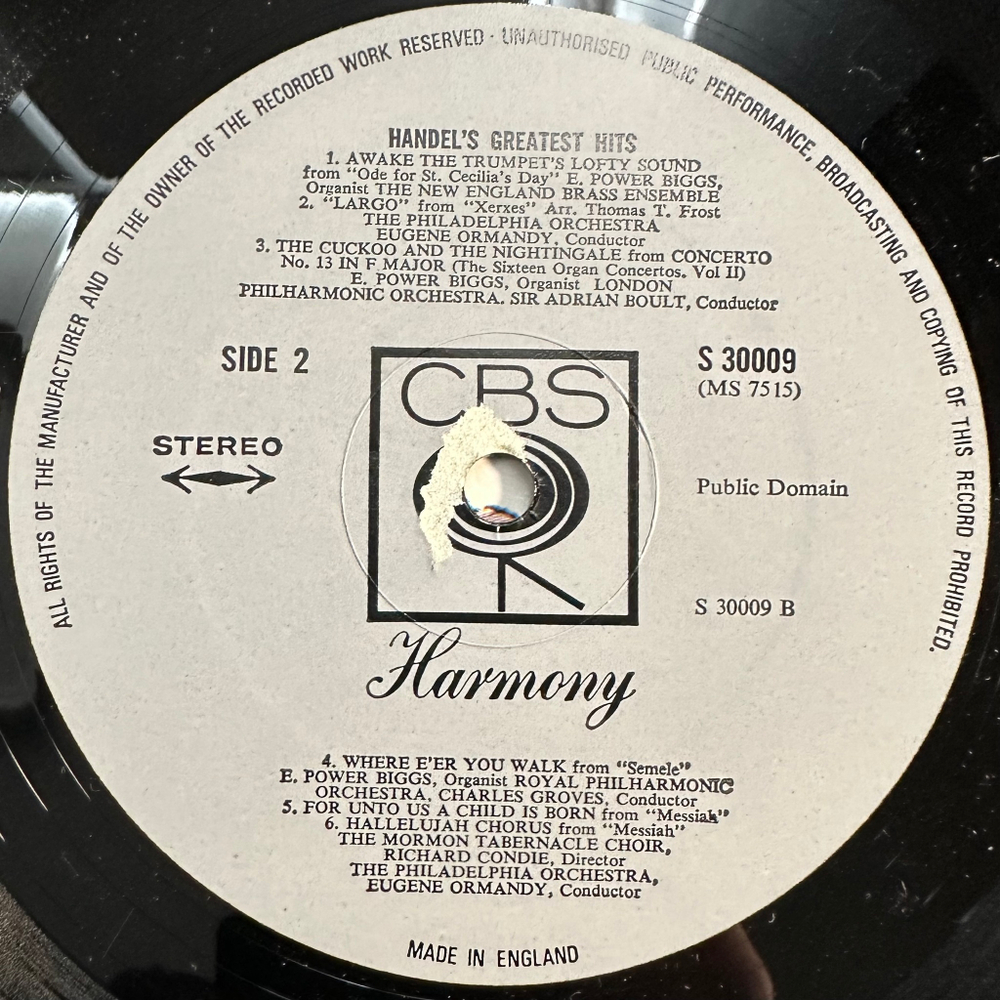 ALL RIGHTS OF THE MANUFACTURER AND OF THE OWNER OF THE RECORDED WORK RESERVED · UNAUTHORISED PUBLIC PERFORMANCE, BROADCASTING AND COPYING OF THIS RECORD PROHIBITED.
HANDEL'S GREATEST HITS
1. AWAKE THE TRUMPET'S LOFTY SOUND
from "Ode for St. Cecilia's Day" E. POWER BIGGS,
Organist THE NEW ENGLAND BRASS ENSEMBLE
2. "LARGO" from "Xerxes" Arr. Thomas T. Frost
THE PHILADELPHIA ORCHESTRA
EUGENE ORMANDY, Conductor
3. THE CUCKOO AND THE NIGHTINGALE from CONCERTO
No. 13 IN F MAJOR (The Sixteen Organ Concertos. Vol II)
E. POWER BIGGS, Organist LONDON
PHILHARMONIC ORCHESTRA. SIR ADRIAN BOULT, Conductor
SIDE 2
S 30009
(MS 7515)
CBS
STEREO
Public Domain
S 30009 B
Harmony
4. WHERE E'ER YOU WALK from "Semele"
E. POWER BIGGS, Organist ROYAL PHILHARMONIC
ORCHESTRA, CHARLES GROVES, Conductor
5. FOR UNTO US A CHILD IS BORN from "Messiah"
6. HALLELUJAH CHORUS from "Messiah"
THE MORMON TABERNACLE CHOIR,
RICHARD CONDIE, Director
THE PHILADELPHIA ORCHESTRA,
EUGENE ORMANDY, Conductor
MADE IN ENGLAND